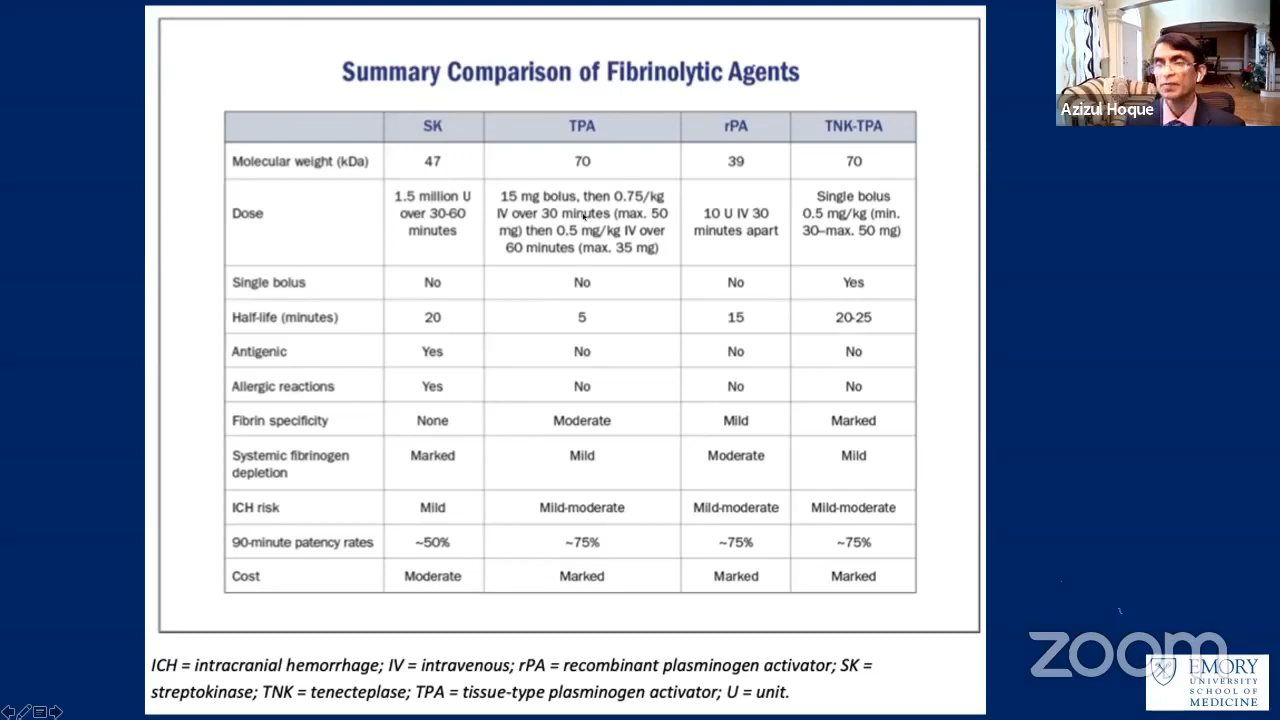 Summary Comparison of Fibrinolytic Agents
SK TPA rPA TNK-TPA
Molecular weight (kDa) 47 70 39 70
Dose
1.5 million U
over 30-60
minutes
15 mg bolus, then 0.75/kg
IV over 30 minutes (max. 50
mg) then 0.5 mg/kg IV over
60 minutes (max. 35 mg)
10 U IV 30
minutes apart
Single bolus
0.5 mg/kg (min.
30–max. 50 mg)
Single bolus No No No Yes
Half-life (minutes) 20 5 15 20-25
Antigenic Yes No No No
Allergic reactions Yes No No No
Fibrin specificity None Moderate Mild Marked
Systemic fibrinogen
depletion
Marked Mild Moderate Mild
ICH risk Mild Mild-moderate Mild-moderate Mild-moderate
90-minute patency rates ~50% ~75% ~75% ~75%
Cost Moderate Marked Marked Marked
ICH = intracranial hemorrhage; IV = intravenous; rPA = recombinant plasminogen activator; SK =
streptokinase; TNK = tenecteplase; TPA = tissue-type plasminogen activator; U = unit.
Azizul Hoque
zoom
EMORY
UNIVERSITY
SCHOOL OF
MEDICINE